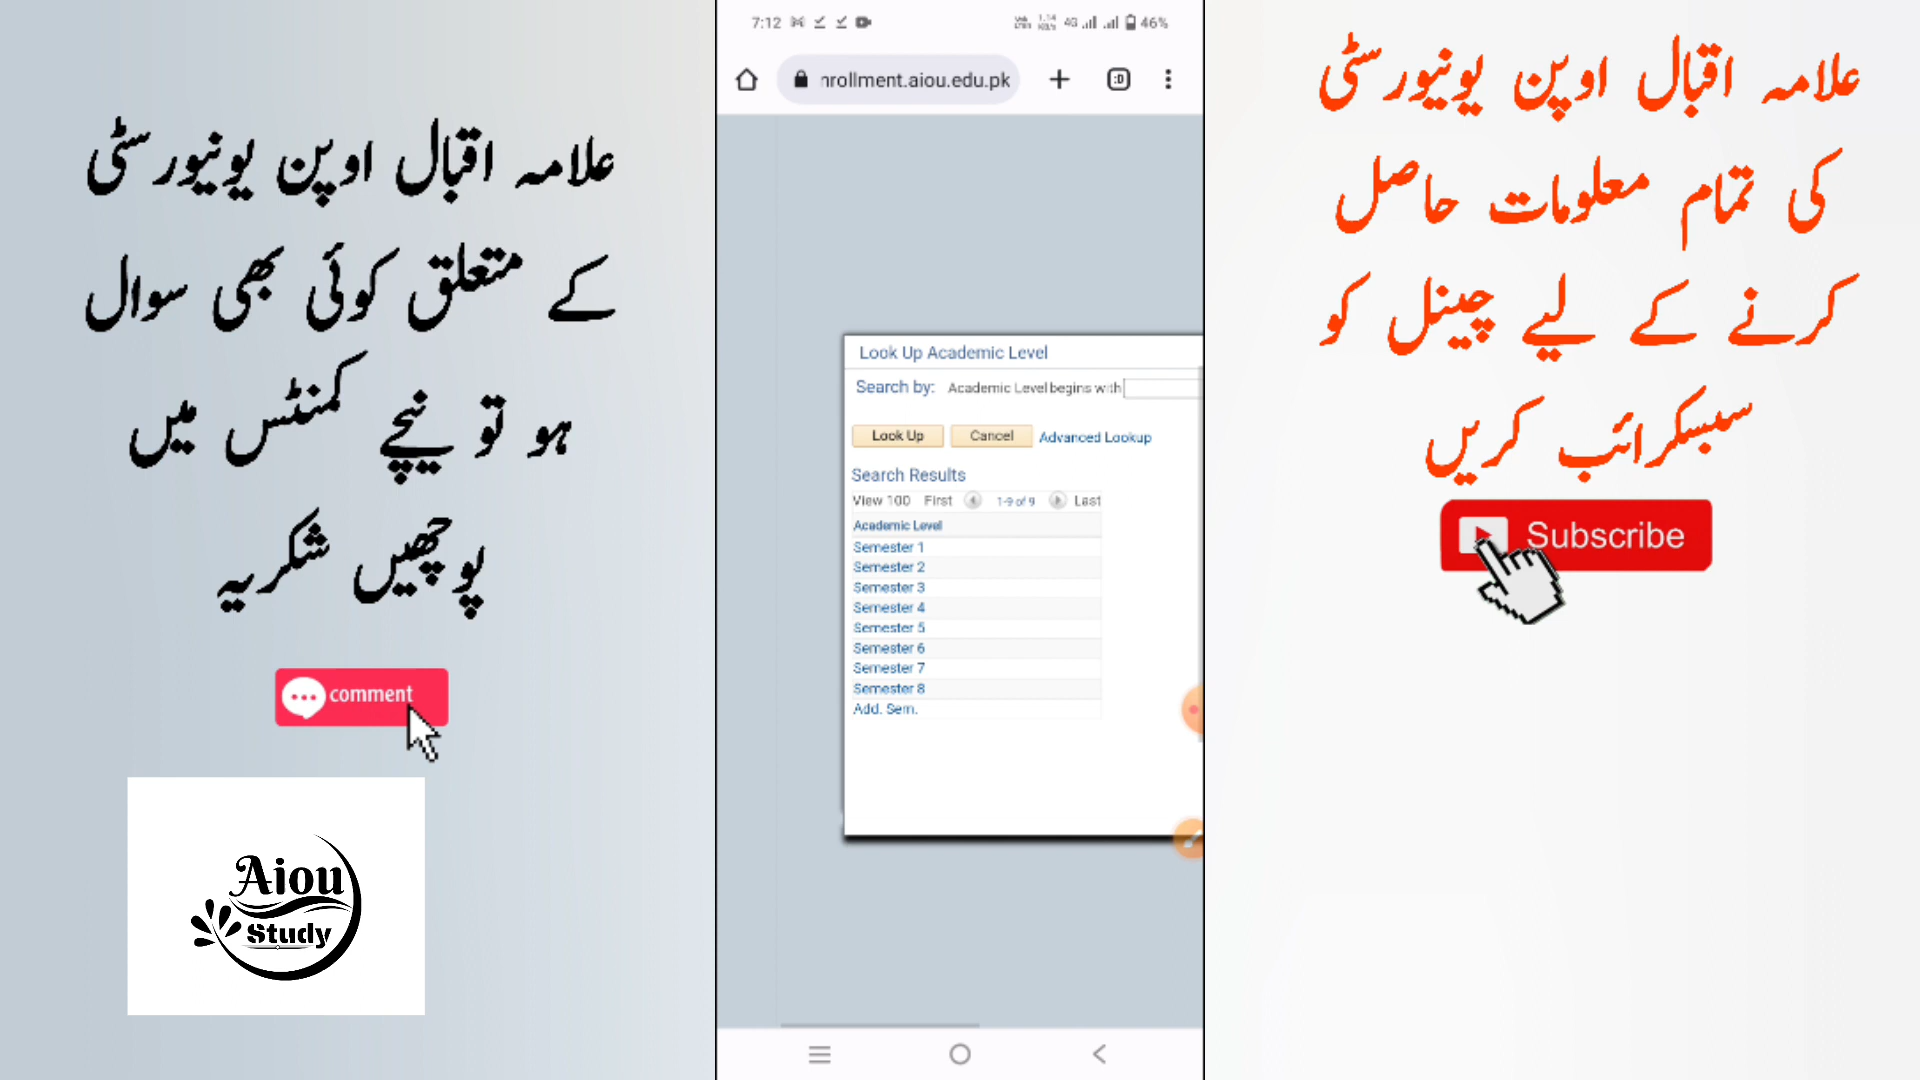 علامہ اقبال اوپن یونیورسٹی
کے متعلق کوئی بھی سوال
ہو تو نیچے کمنٹس میں
پوچھیں شکریہ
comment
Aiou
Study
7:12
4G
46%
nrollment.aiou.edu.pk
:D
Look Up Academic Level
Search by: Academic Level begins with
Look Up Cancel Advanced Lookup
Search Results
View 100 First 1-9 of 9 Last
Academic Level
Semester 1
Semester 2
Semester 3
Semester 4
Semester 5
Semester 6
Semester 7
Semester 8
Add. Sem.
علامہ اقبال اوپن یونیورسٹی
کی تمام معلومات حاصل
کرنے کے لیے چینل کو
سبسکرائب کریں
Subscribe